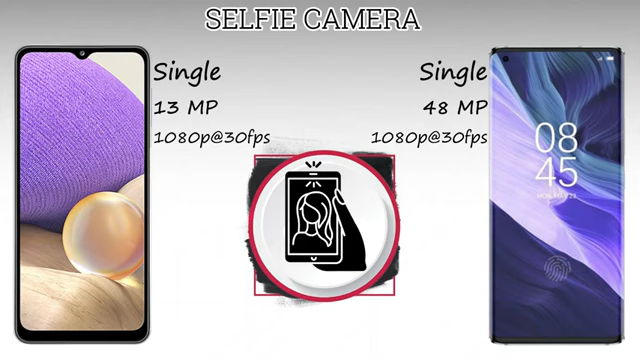 SELFIE CAMERA
Single
13 MP
1080p@30fps
Single
48 MP
1080p@30fps
08
45